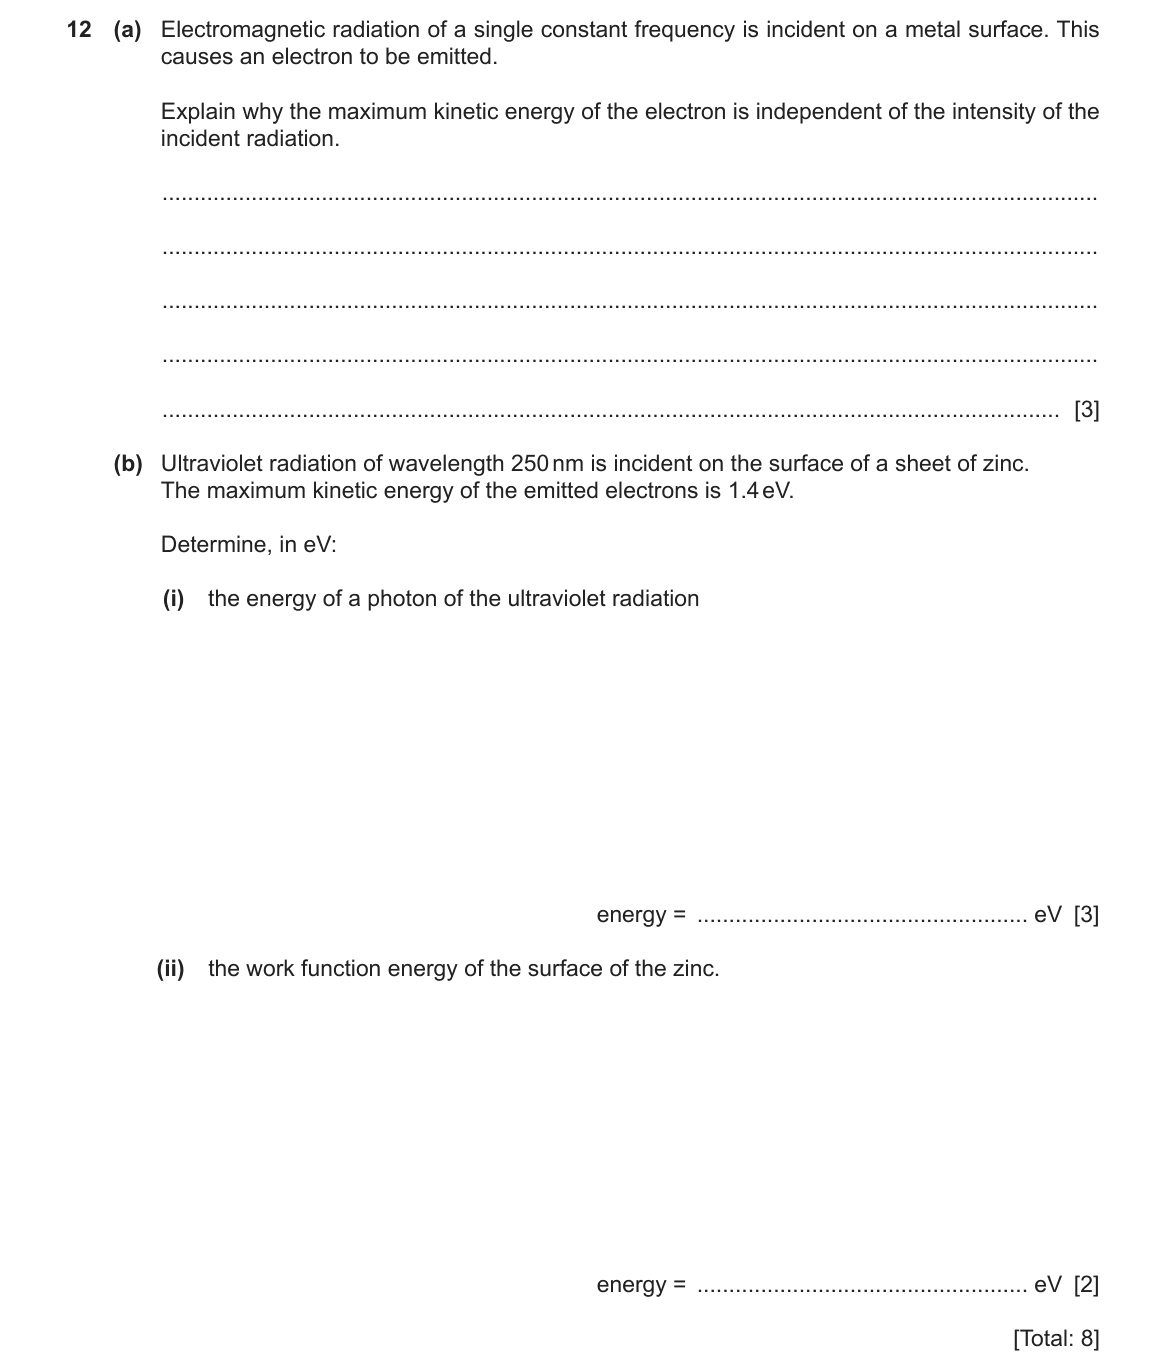 12 (a) Electromagnetic radiation of a single constant frequency is incident on a metal surface. This
causes an electron to be emitted.
Explain why the maximum kinetic energy of the electron is independent of the intensity of the
incident radiation.
..........................................................................................................................................
..........................................................................................................................................
..........................................................................................................................................
..........................................................................................................................................
.................................................................................................................................... [3]
(b) Ultraviolet radiation of wavelength 250 nm is incident on the surface of a sheet of zinc.
The maximum kinetic energy of the emitted electrons is 1.4 eV.
Determine, in eV:
(i) the energy of a photon of the ultraviolet radiation
energy = .................................................... eV [3]
(ii) the work function energy of the surface of the zinc.
energy = .................................................... eV [2]
[Total: 8]